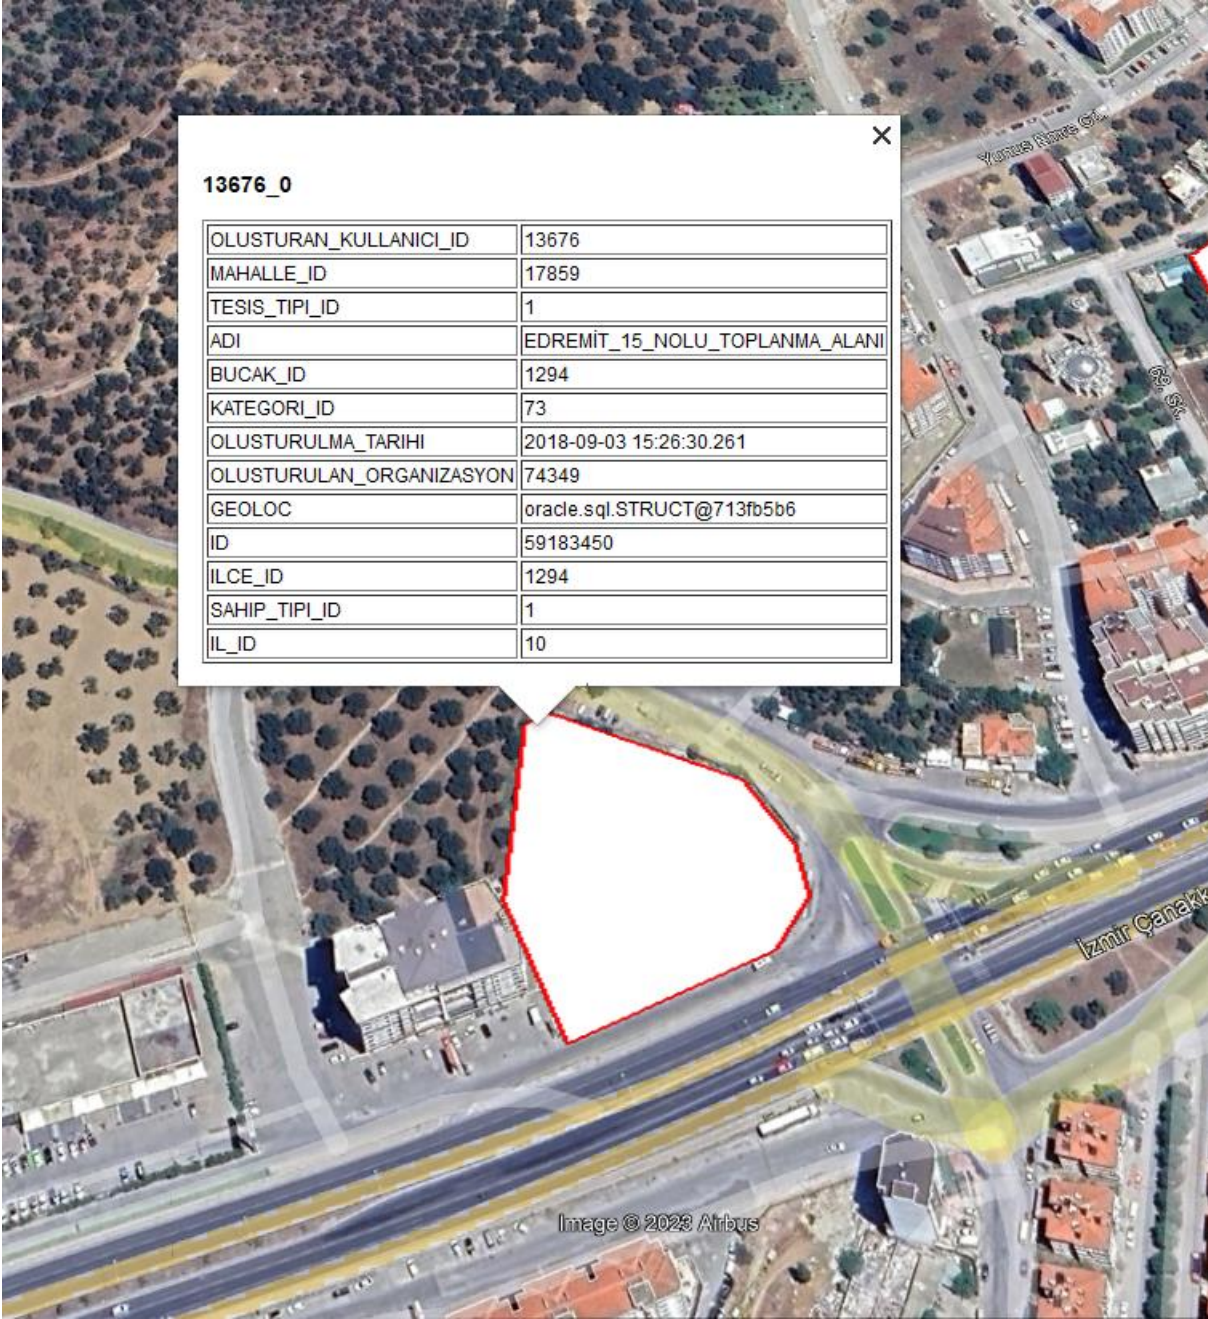 Yunus Emre Cd.
13676_0
OLUSTURAN_KULLANICI_ID 13676
MAHALLE_ID 17859
TESIS_TIPI_ID 1
ADI EDREMİT_15_NOLU_TOPLANMA_ALANI
BUCAK_ID 1294
KATEGORI_ID 73
OLUSTURULMA_TARIHI 2018-09-03 15:26:30.261
OLUSTURULAN_ORGANIZASYON 74349
GEOLOC oracle.sql.STRUCT@713fb5b6
ID 59183450
ILCE_ID 1294
SAHIP_TIPI_ID 1
IL_ID 10
69. Sk.
İzmir Çanakk
Image © 2023 Airbus